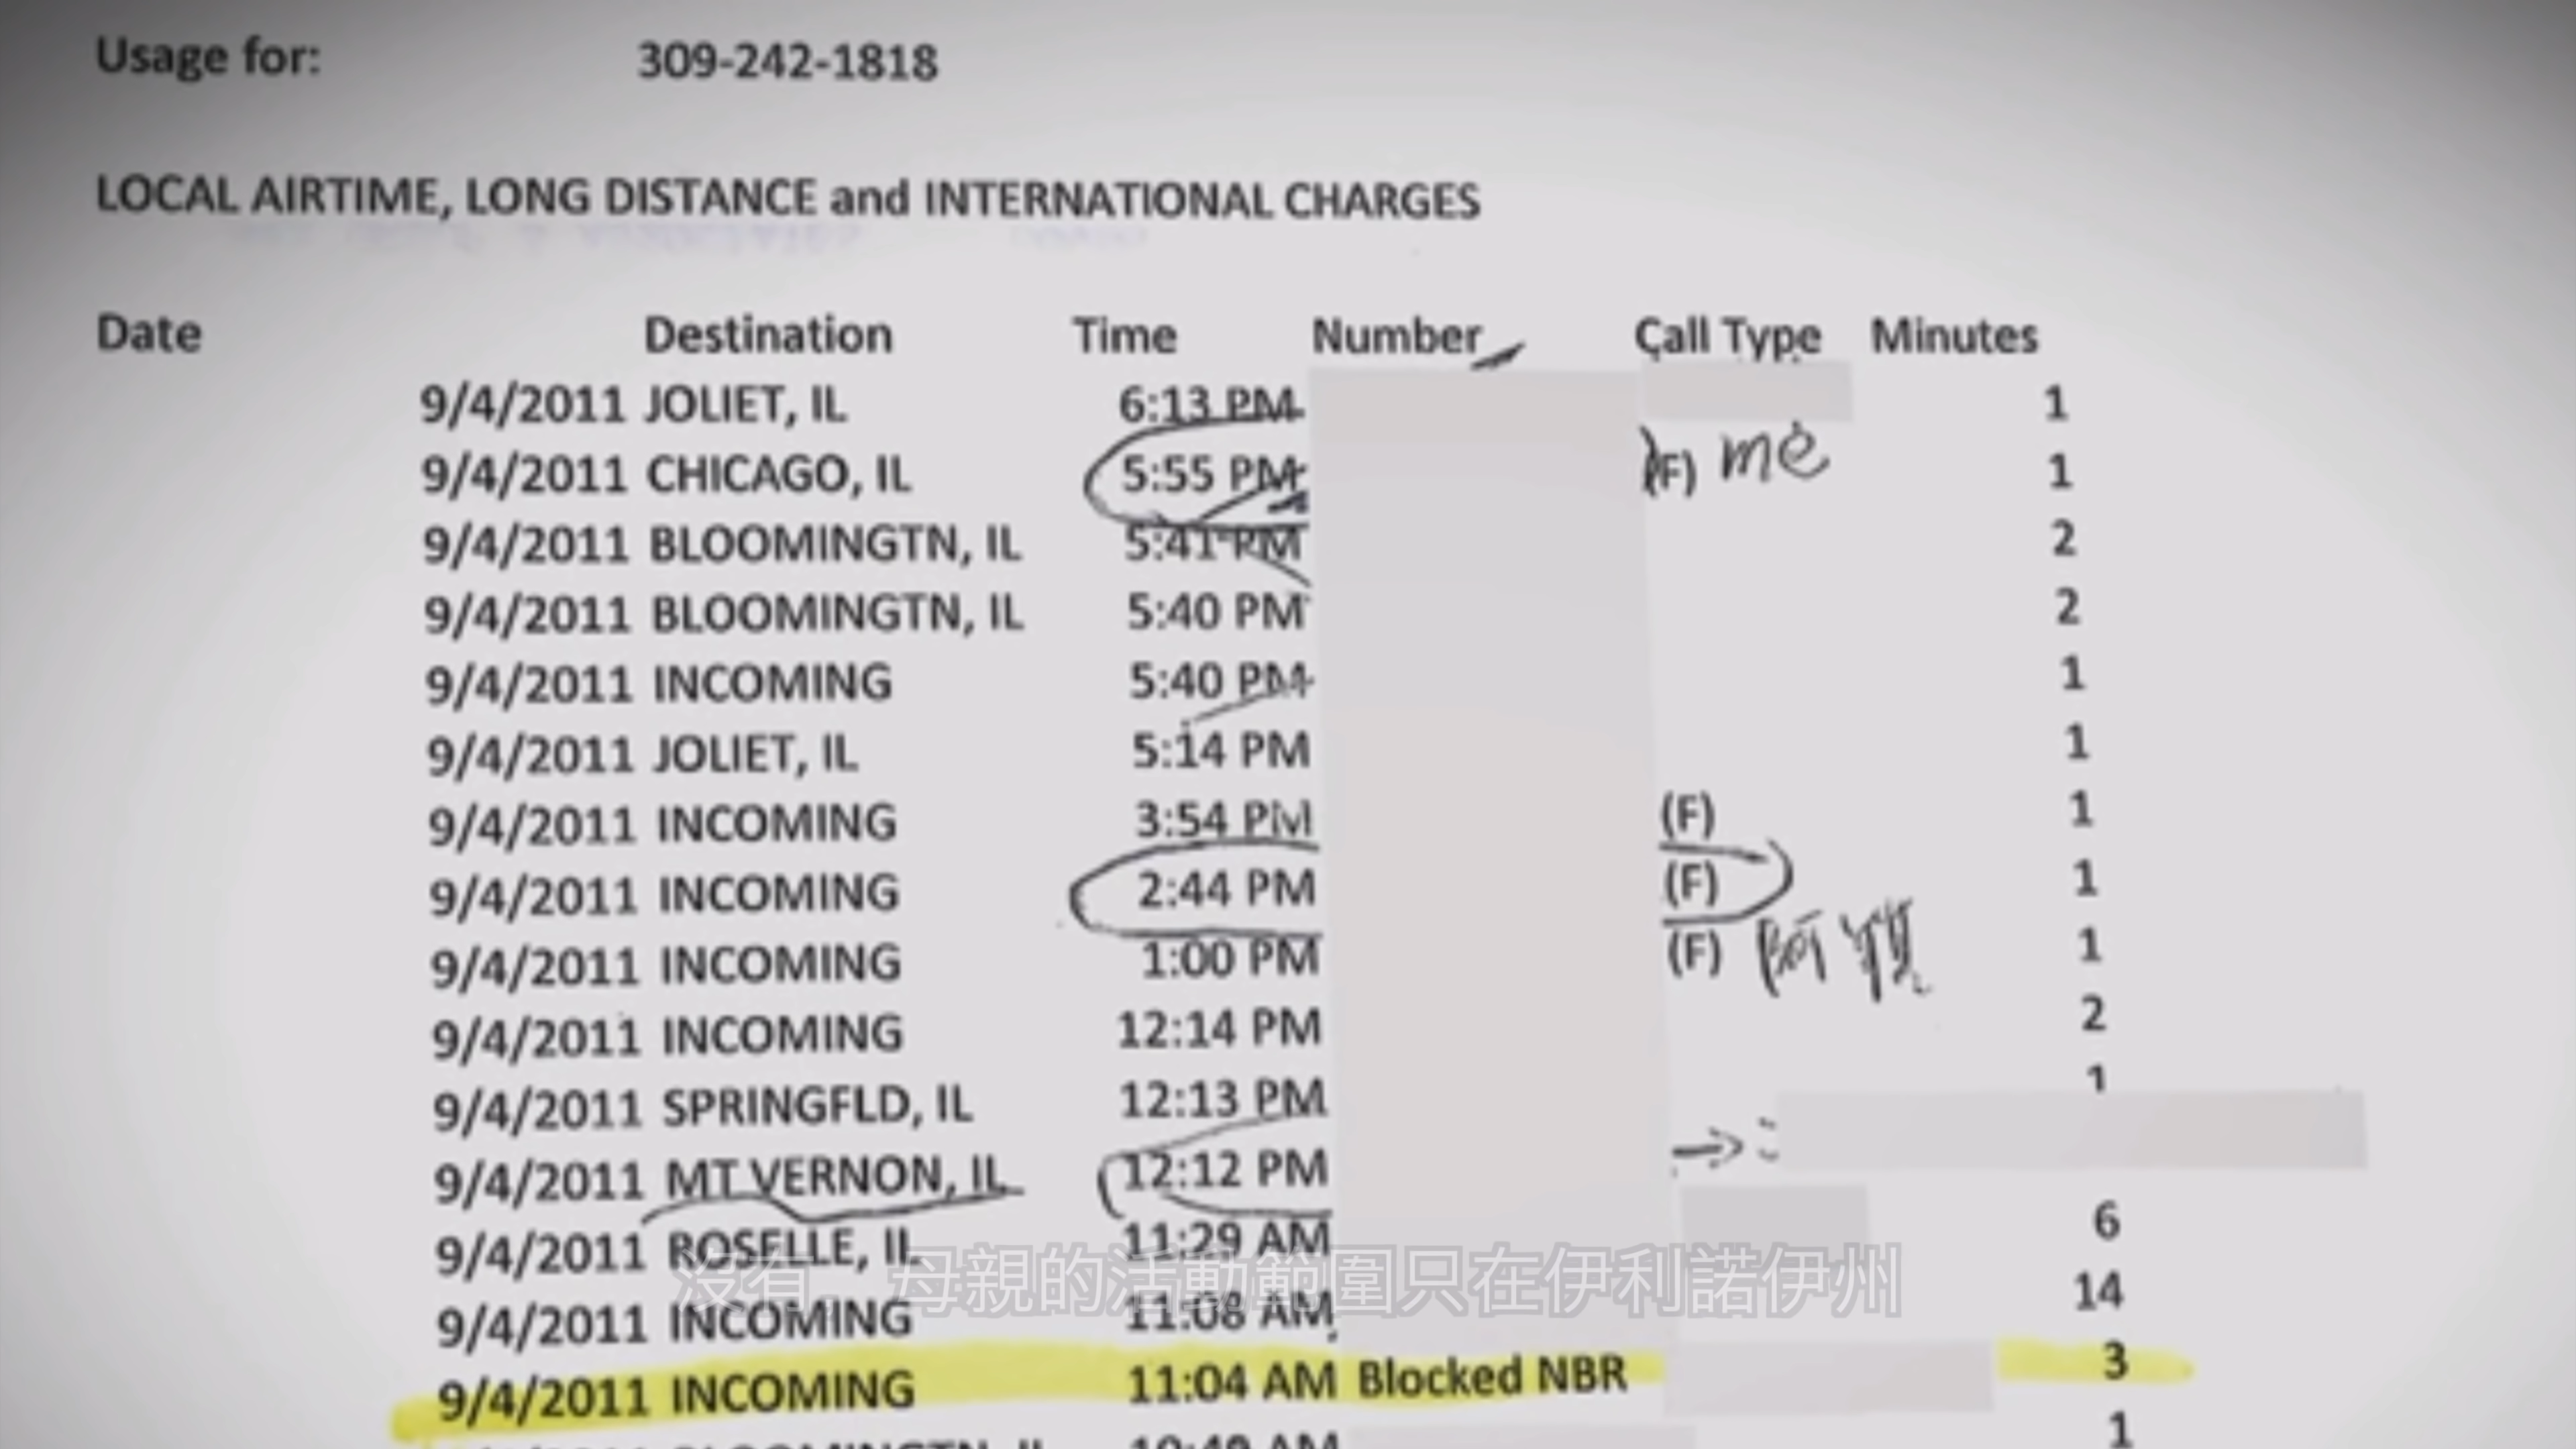 Usage for: 309-242-1818
LOCAL AIRTIME, LONG DISTANCE and INTERNATIONAL CHARGES
Date Destination Time Number Call Type Minutes
9/4/2011 JOLIET, IL 6:13 PM 1
9/4/2011 CHICAGO, IL 5:55 PM (F) me 1
9/4/2011 BLOOMINGTN, IL 5:41 PM 2
9/4/2011 BLOOMINGTN, IL 5:40 PM 2
9/4/2011 INCOMING 5:40 PM 1
9/4/2011 JOLIET, IL 5:14 PM 1
9/4/2011 INCOMING 3:54 PM (F) 1
9/4/2011 INCOMING 2:44 PM (F) 1
9/4/2011 INCOMING 1:00 PM (F) 1
9/4/2011 INCOMING 12:14 PM 2
9/4/2011 SPRINGFLD, IL 12:13 PM 1
9/4/2011 MT VERNON, IL 12:12 PM
9/4/2011 ROSELLE, IL 11:29 AM 6
沒有 母親的活動範圍只在伊利諾伊州
9/4/2011 INCOMING 11:08 AM 14
9/4/2011 INCOMING 11:04 AM Blocked NBR 3
10:49 AM 1